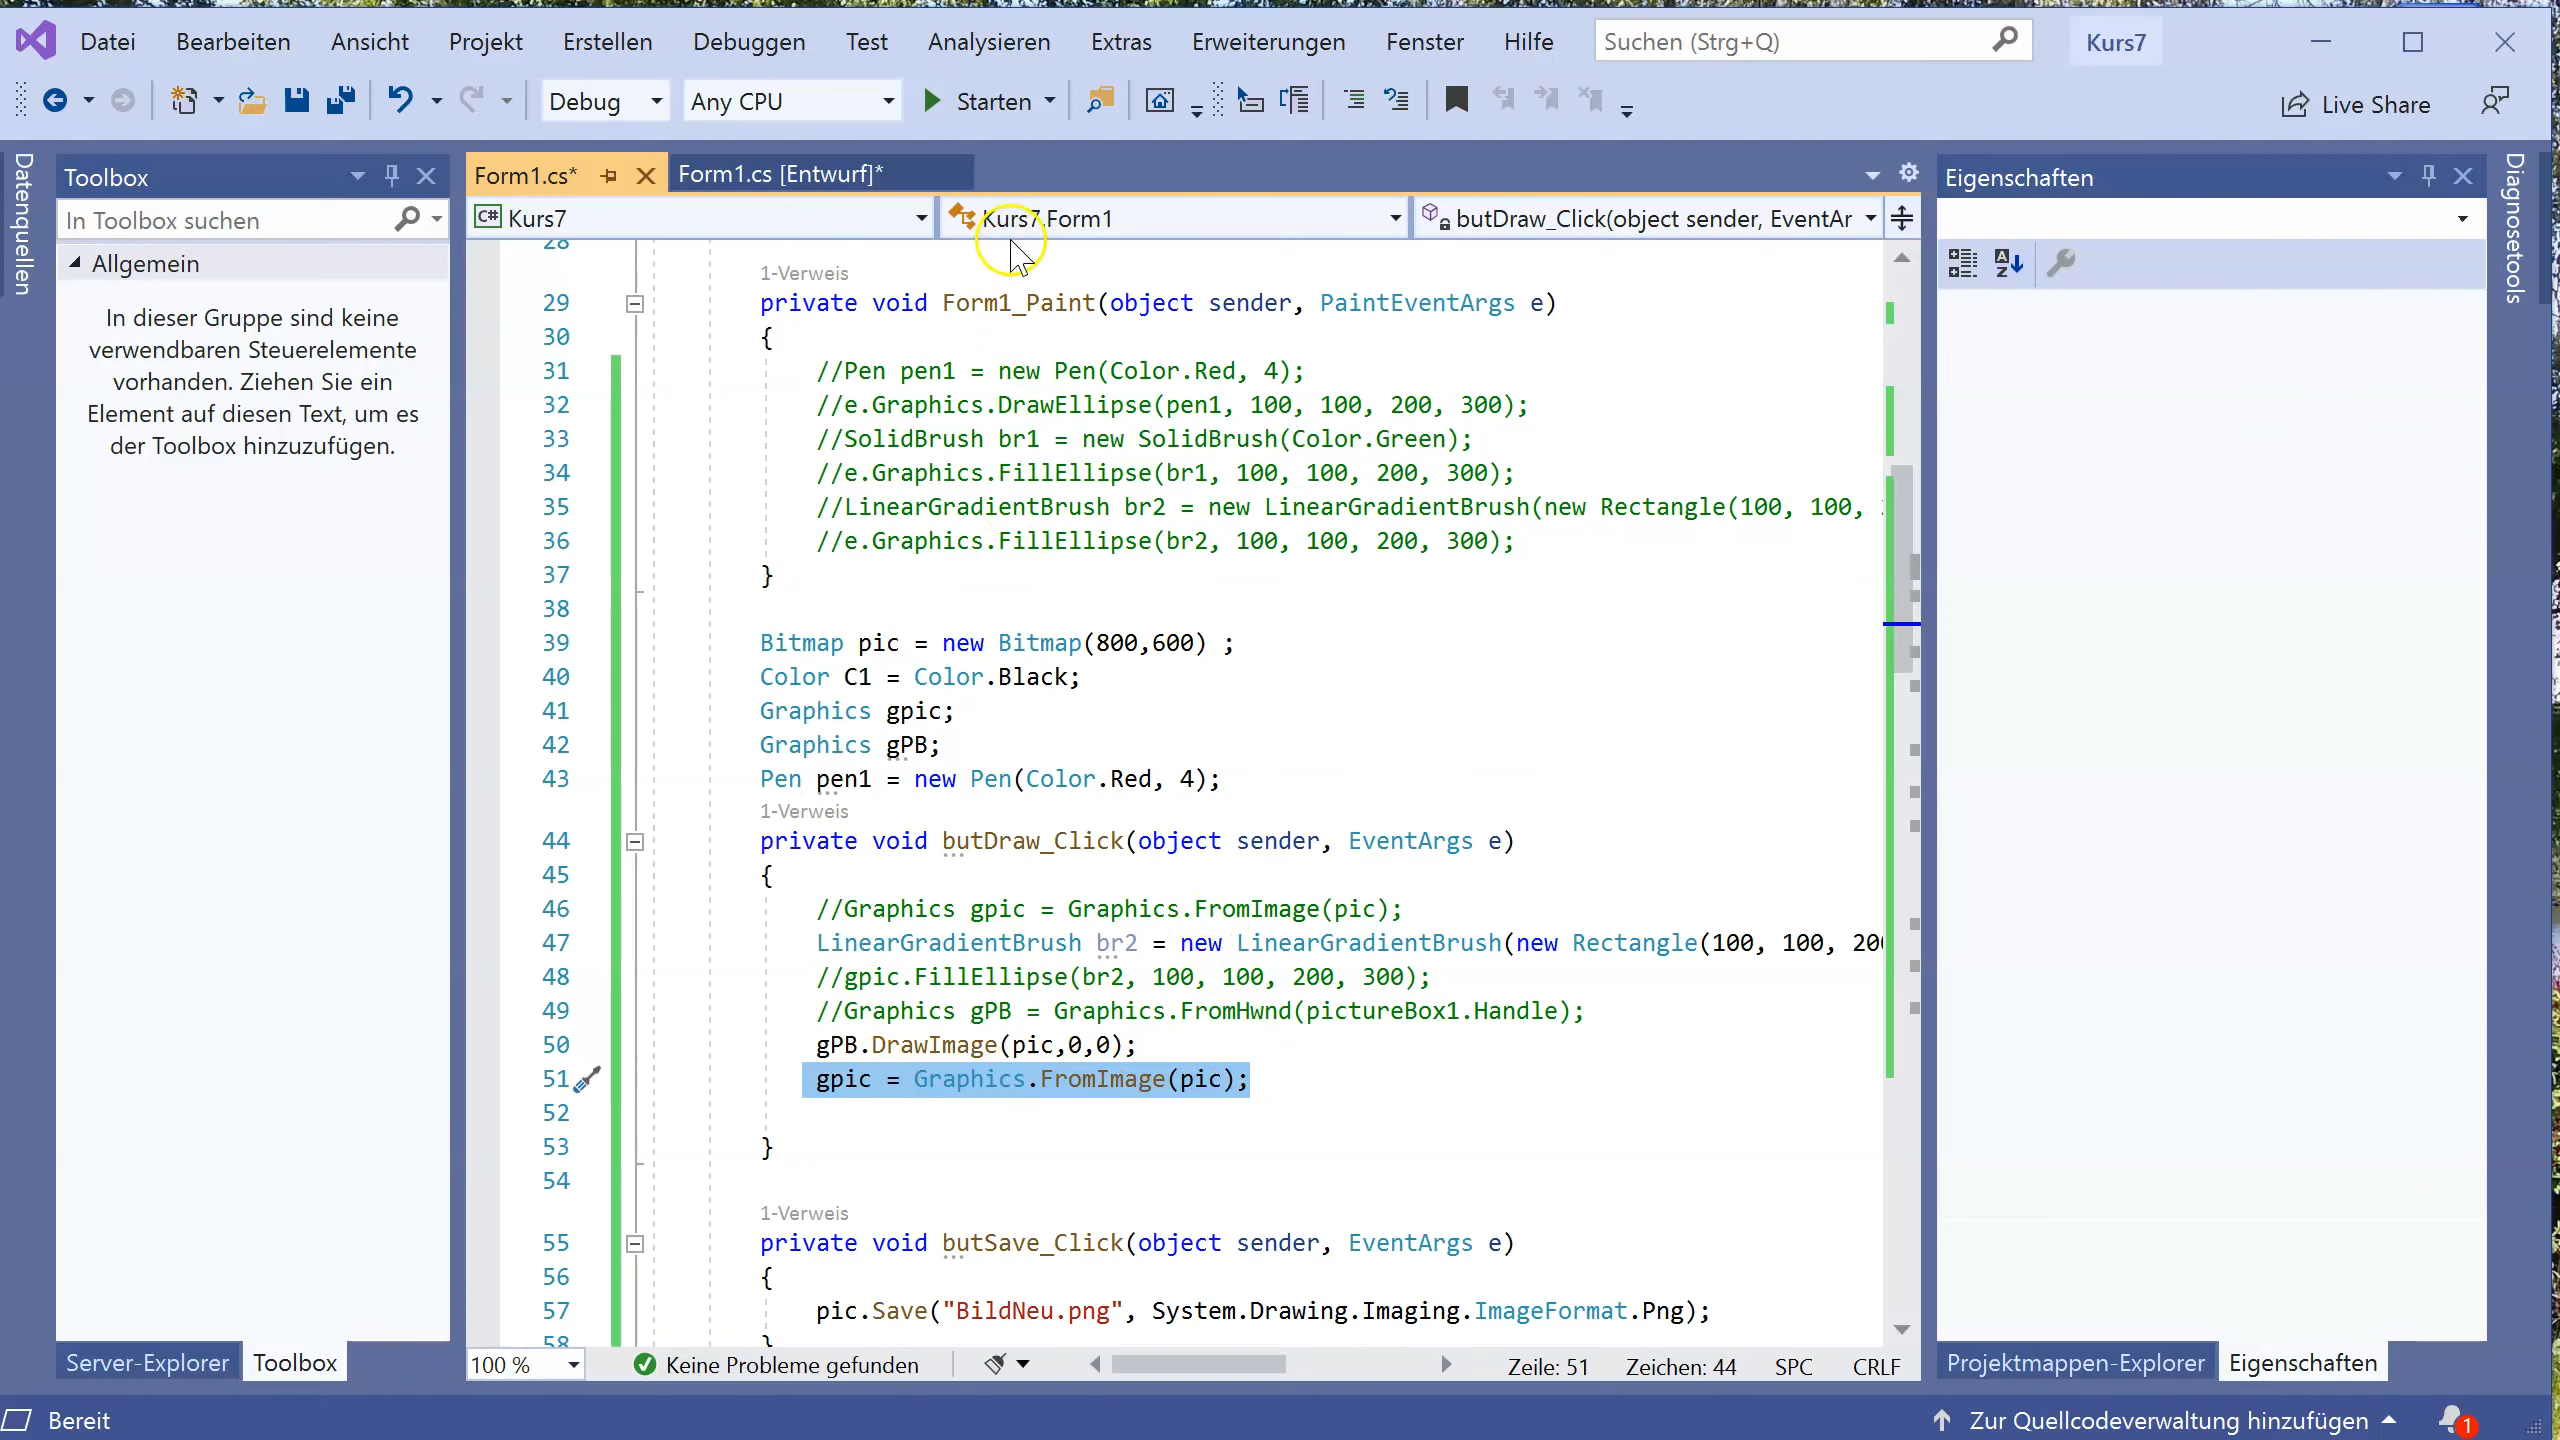 Datei Bearbeiten Ansicht Projekt Erstellen Debuggen Test Analysieren Extras Erweiterungen Fenster Hilfe Suchen (Strg+Q) Kurs7
Debug Any CPU Starten Live Share
Datenquellen
Toolbox
In Toolbox suchen
Allgemein
In dieser Gruppe sind keine
verwendbaren Steuerelemente
vorhanden. Ziehen Sie ein
Element auf diesen Text, um es
der Toolbox hinzuzufügen.
Server-Explorer Toolbox
Form1.cs* Form1.cs [Entwurf]*
C# Kurs7 Kurs7.Form1 butDraw_Click(object sender, EventAr
28
1-Verweis
29 private void Form1_Paint(object sender, PaintEventArgs e)
30 {
31 //Pen pen1 = new Pen(Color.Red, 4);
32 //e.Graphics.DrawEllipse(pen1, 100, 100, 200, 300);
33 //SolidBrush br1 = new SolidBrush(Color.Green);
34 //e.Graphics.FillEllipse(br1, 100, 100, 200, 300);
35 //LinearGradientBrush br2 = new LinearGradientBrush(new Rectangle(100, 100,
36 //e.Graphics.FillEllipse(br2, 100, 100, 200, 300);
37 }
38
39 Bitmap pic = new Bitmap(800,600) ;
40 Color C1 = Color.Black;
41 Graphics gpic;
42 Graphics gPB;
43 Pen pen1 = new Pen(Color.Red, 4);
1-Verweis
44 private void butDraw_Click(object sender, EventArgs e)
45 {
46 //Graphics gpic = Graphics.FromImage(pic);
47 LinearGradientBrush br2 = new LinearGradientBrush(new Rectangle(100, 100, 200
48 //gpic.FillEllipse(br2, 100, 100, 200, 300);
49 //Graphics gPB = Graphics.FromHwnd(pictureBox1.Handle);
50 gPB.DrawImage(pic,0,0);
51 gpic = Graphics.FromImage(pic);
52
53 }
54
1-Verweis
55 private void butSave_Click(object sender, EventArgs e)
56 {
57 pic.Save("BildNeu.png", System.Drawing.Imaging.ImageFormat.Png);
58 }
100 % Keine Probleme gefunden Zeile: 51 Zeichen: 44 SPC CRLF
Eigenschaften
Projektmappen-Explorer Eigenschaften
Diagnosetools
Bereit Zur Quellcodeverwaltung hinzufügen 1